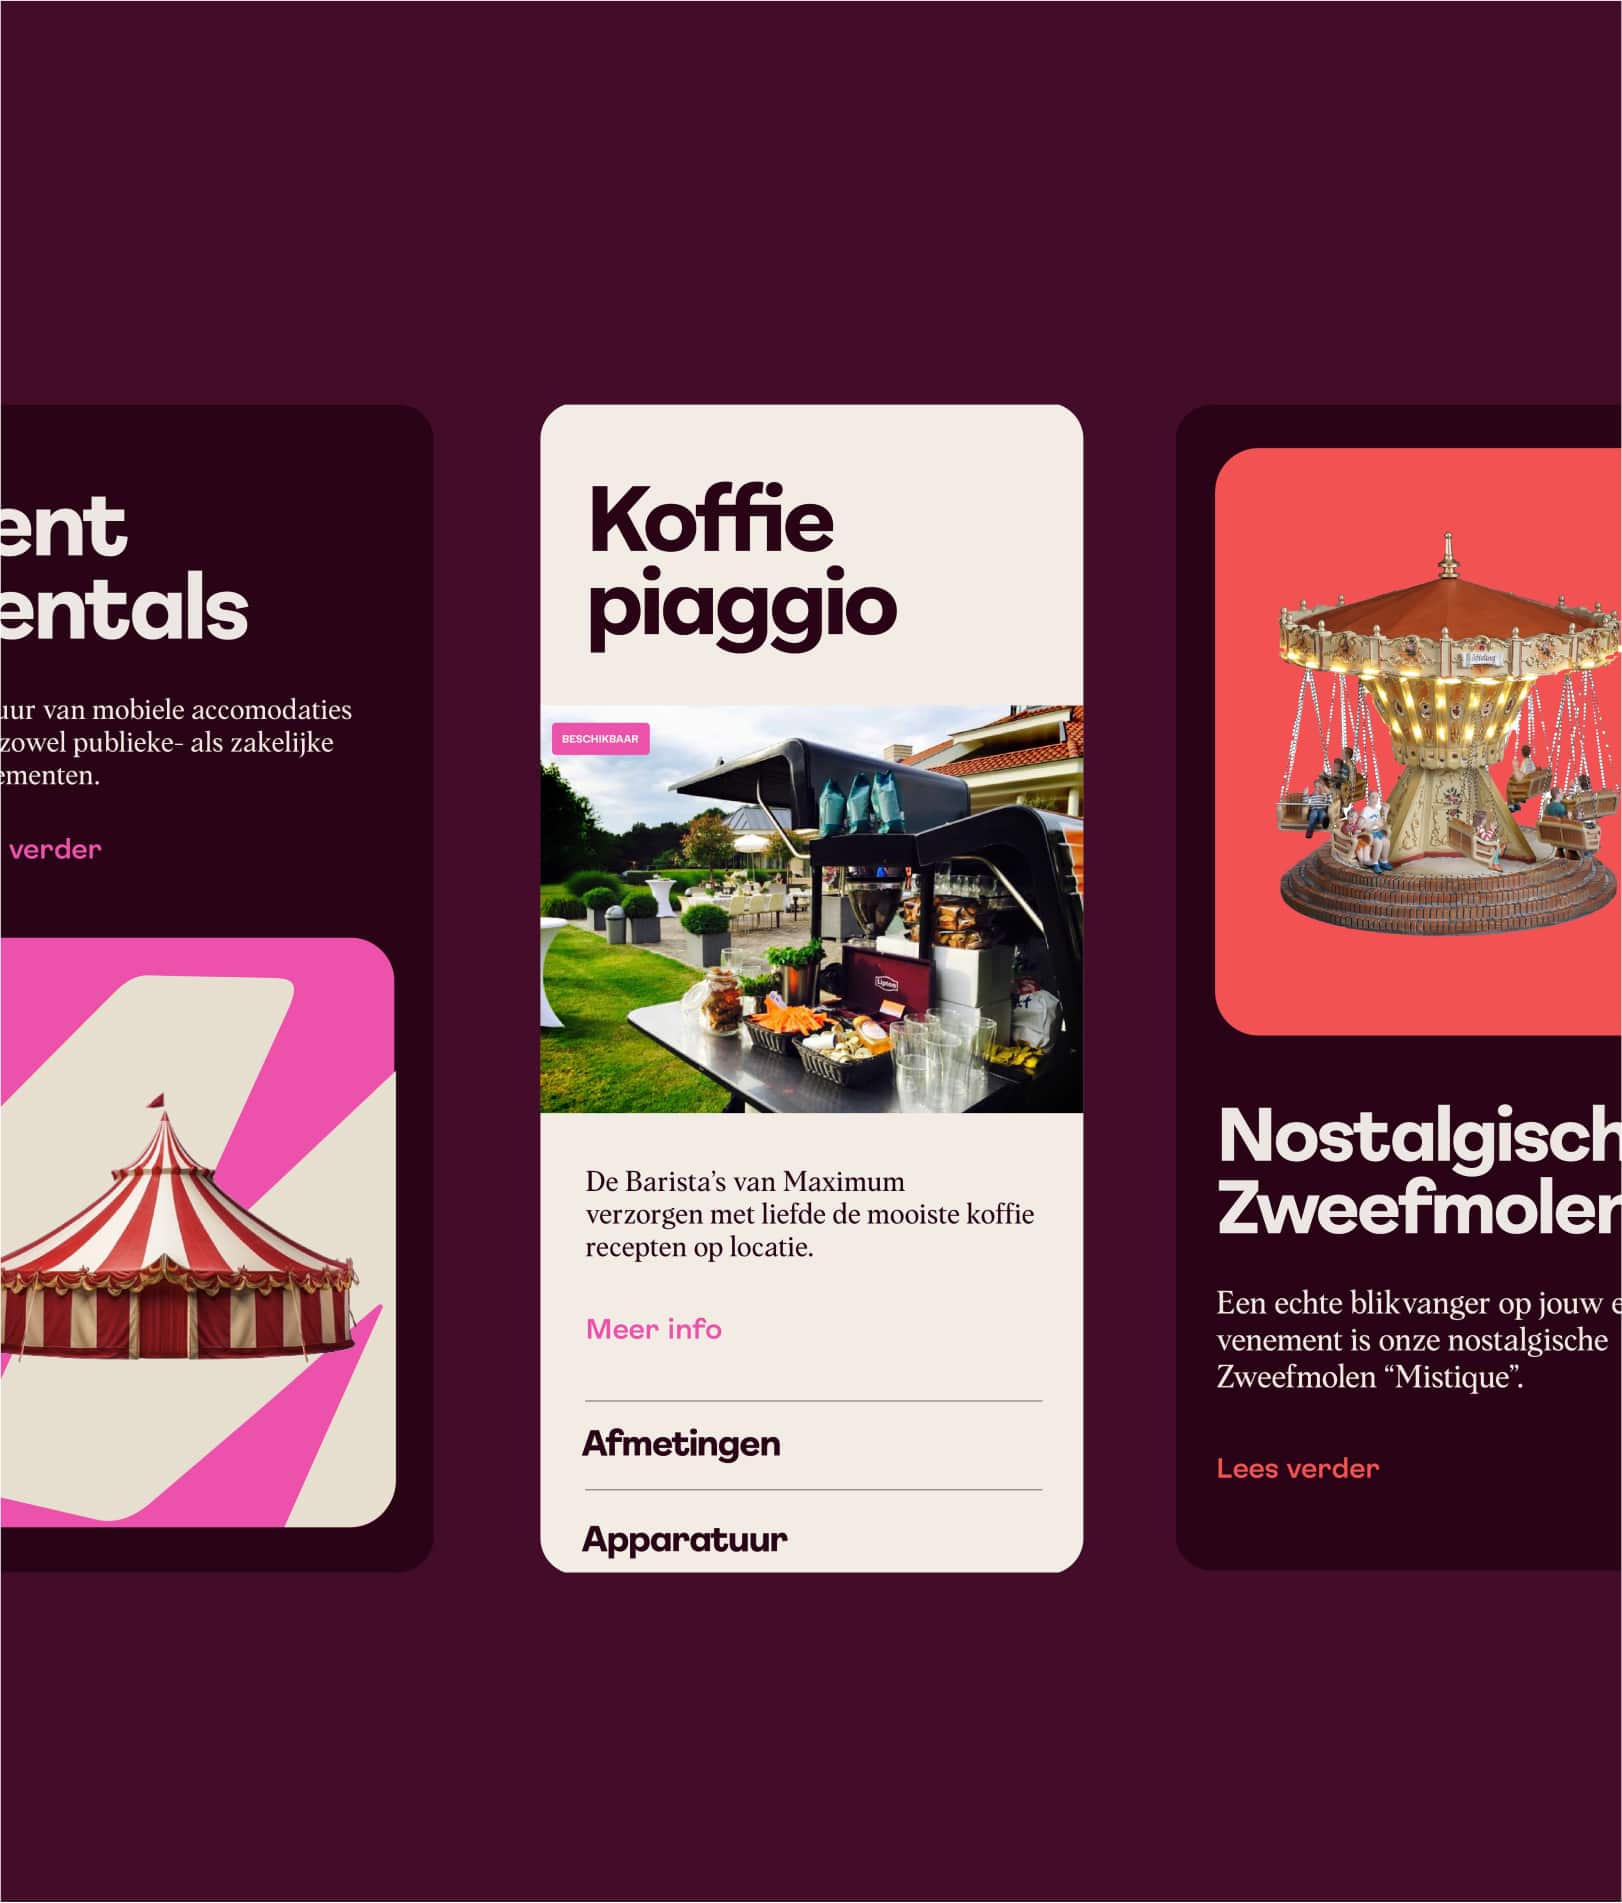 ent
entals
uur van mobiele accomodaties
zowel publieke- als zakelijke
ementen.
verder
Koffie
piaggio
BESCHIKBAAR
Lipton
De Barista’s van Maximum
verzorgen met liefde de mooiste koffie
recepten op locatie.
Meer info
Afmetingen
Apparatuur
Nostalgisch
Zweefmolen
Een echte blikvanger op jouw e
venement is onze nostalgische
Zweefmolen “Mistique”.
Lees verder